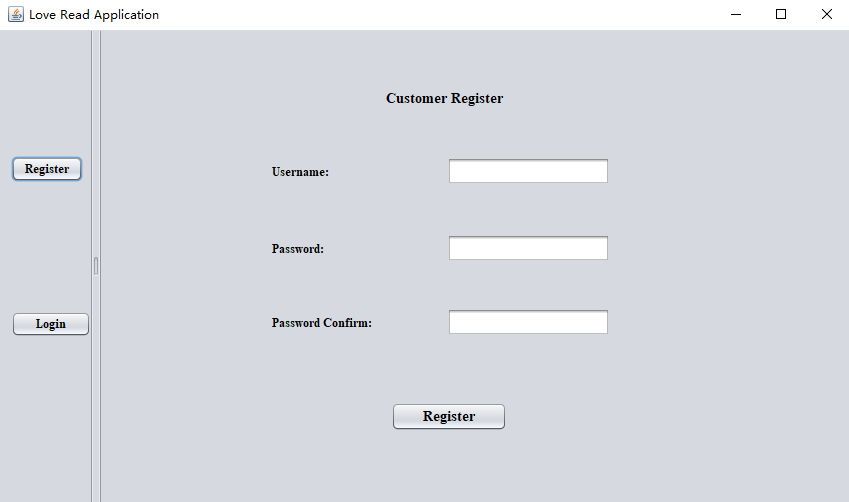 Love Read Application
Customer Register
Register
Username:
Password:
Login
Password Confirm:
Register